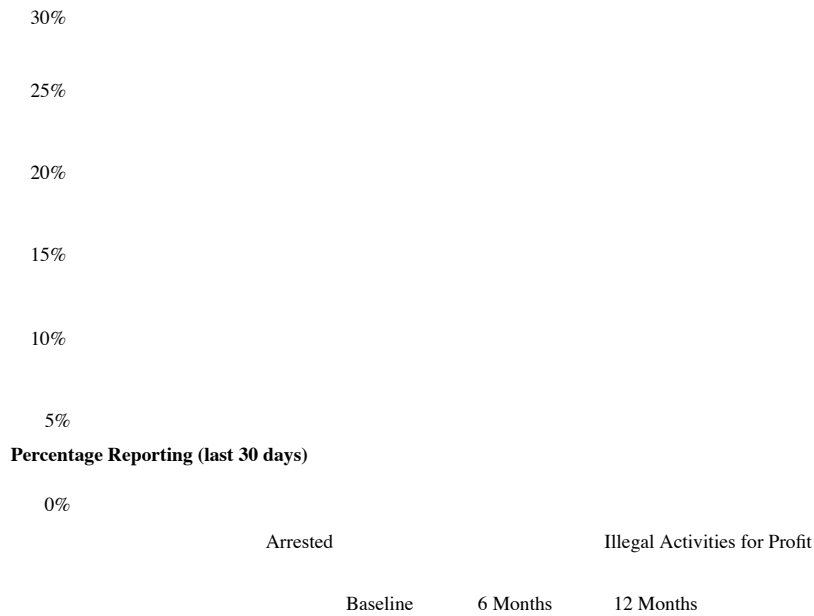 30%
25%
20%
15%
10%
5%
Percentage Reporting (last 30 days)
0%
Arrested Illegal Activities for Profit
Baseline 6 Months 12 Months